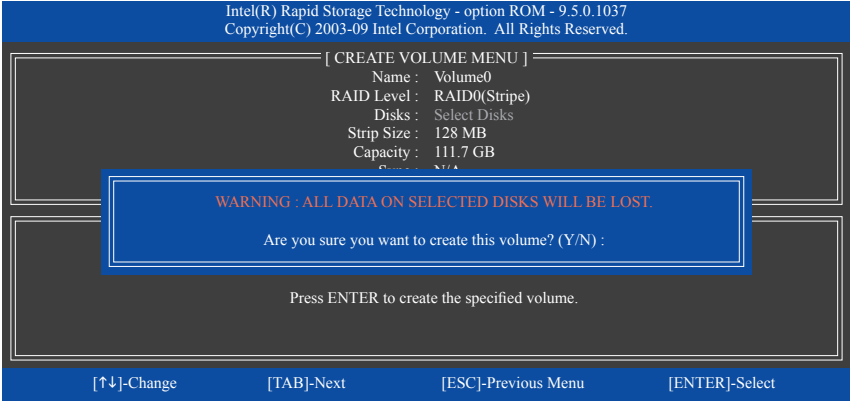 Intel(R) Rapid Storage Technology - option ROM - 9.5.0.1037
Copyright(C) 2003-09 Intel Corporation. All Rights Reserved.
[ CREATE VOLUME MENU ]
Name : Volume0
RAID Level : RAID0(Stripe)
Disks : Select Disks
Strip Size : 128 MB
Capacity : 111.7 GB
Sync : N/A
WARNING : ALL DATA ON SELECTED DISKS WILL BE LOST.
Are you sure you want to create this volume? (Y/N) :
Press ENTER to create the specified volume.
[↑↓]-Change [TAB]-Next [ESC]-Previous Menu [ENTER]-Select